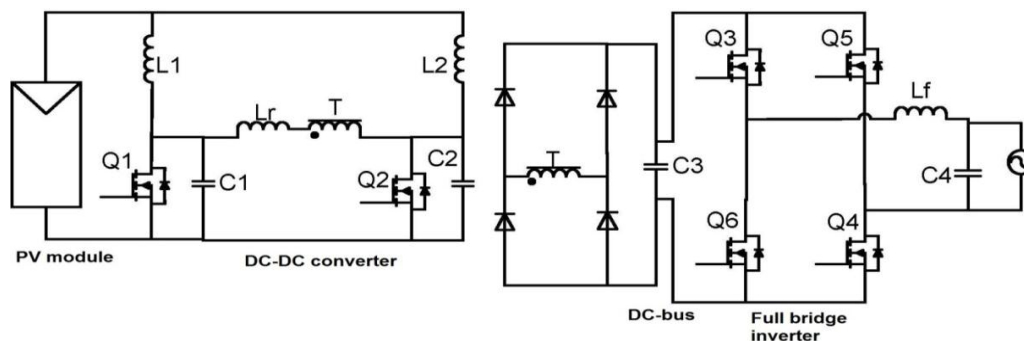 L1
L2
Lr
T
Q1
C1
Q2
C2
PV module
DC-DC converter
T
C3
DC-bus
Q3
Q5
Lf
C4
Q6
Q4
Full bridge
inverter